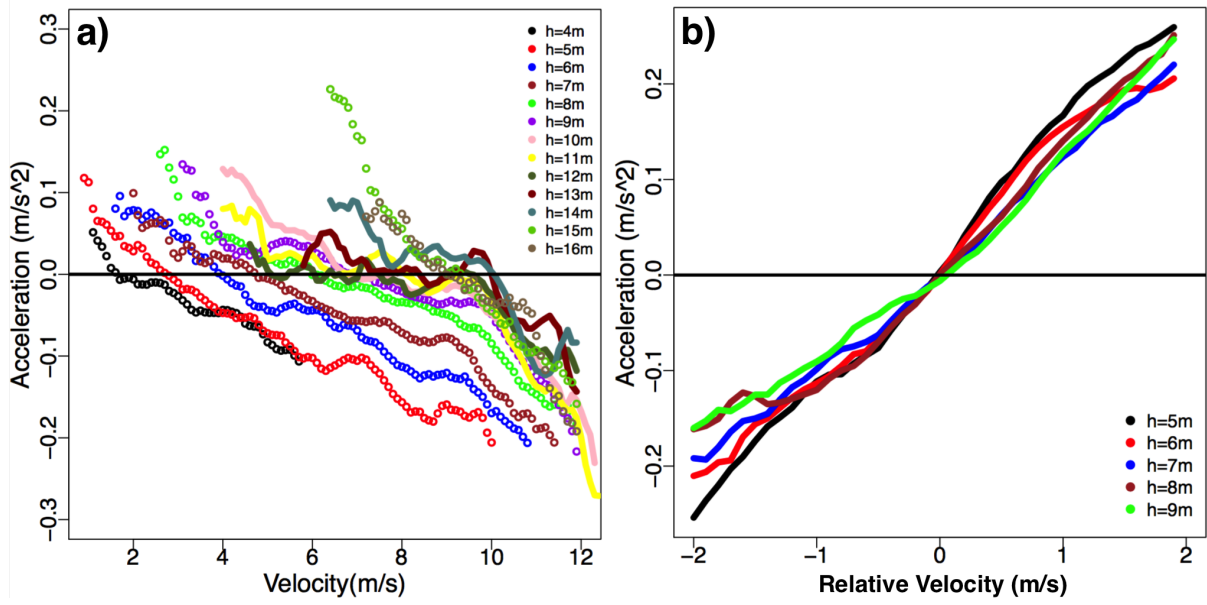 a)
h=4m
h=5m
h=6m
h=7m
h=8m
h=9m
h=10m
h=11m
h=12m
h=13m
h=14m
h=15m
h=16m
Acceleration (m/s^2)
0.3
0.2
0.1
0.0
−0.1
−0.2
−0.3
2 4 6 8 10 12
Velocity(m/s)
b)
Acceleration (m/s^2)
0.2
0.1
0.0
−0.1
−0.2
h=5m
h=6m
h=7m
h=8m
h=9m
−2 −1 0 1 2
Relative Velocity (m/s)